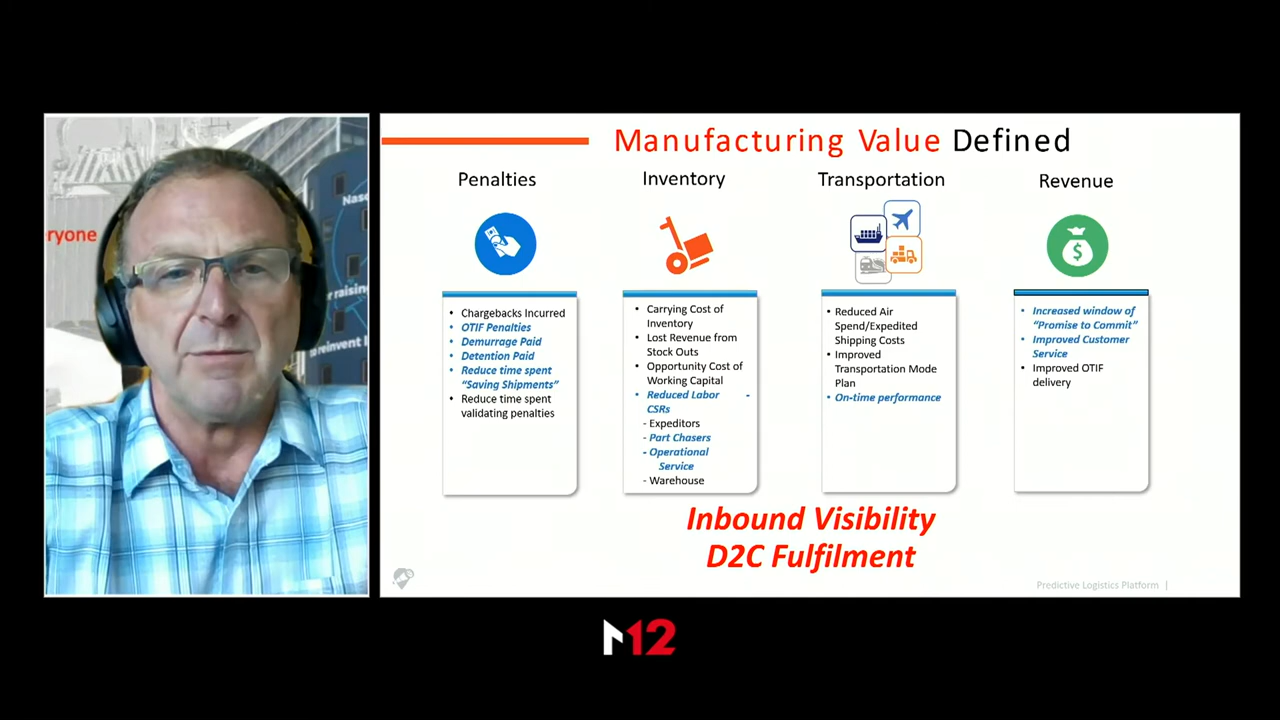 ryone
Nas
r raising
reinvent l
Manufacturing Value Defined
Penalties
Chargebacks Incurred
OTIF Penalties
Demurrage Paid
Detention Paid
Reduce time spent
“Saving Shipments”
Reduce time spent
validating penalties
Inventory
Carrying Cost of
Inventory
Lost Revenue from
Stock Outs
Opportunity Cost of
Working Capital
Reduced Labor -
CSRs
- Expeditors
- Part Chasers
- Operational
Service
- Warehouse
Transportation
Reduced Air
Spend/Expedited
Shipping Costs
Improved
Transportation Mode
Plan
On-time performance
Revenue
$
Increased window of
“Promise to Commit”
Improved Customer
Service
Improved OTIF
delivery
Inbound Visibility
D2C Fulfilment
Predictive Logistics Platform |
M12